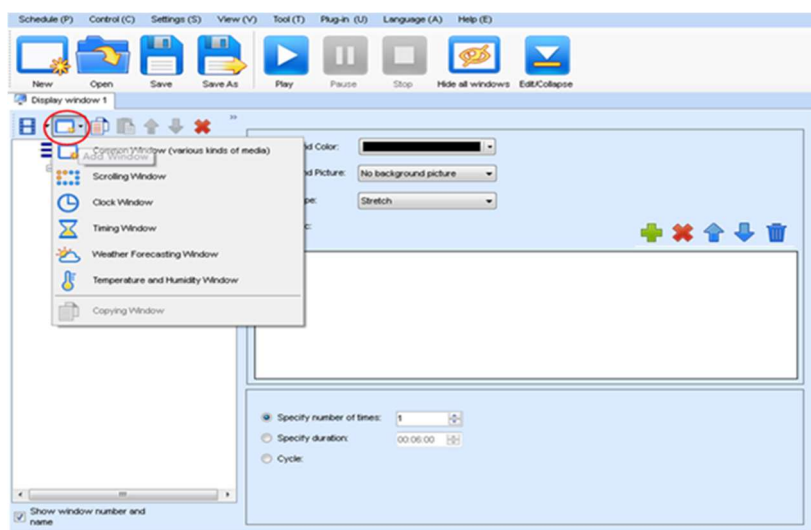 Schedule (P) Control (C) Settings (S) View (V) Tool (T) Plug-in (U) Language (A) Help (E)
New Open Save Save As Play Pause Stop Hide all windows Edit/Collapse
Display window 1
Common Window (various kinds of media)
Add Window
Scrolling Window
Clock Window
Timing Window
Weather Forecasting Window
Temperature and Humidity Window
Copying Window
Color:
Picture: No background picture
Stretch
Specify number of times: 1
Specify duration: 00:06:00
Cycle:
Show window number and
name